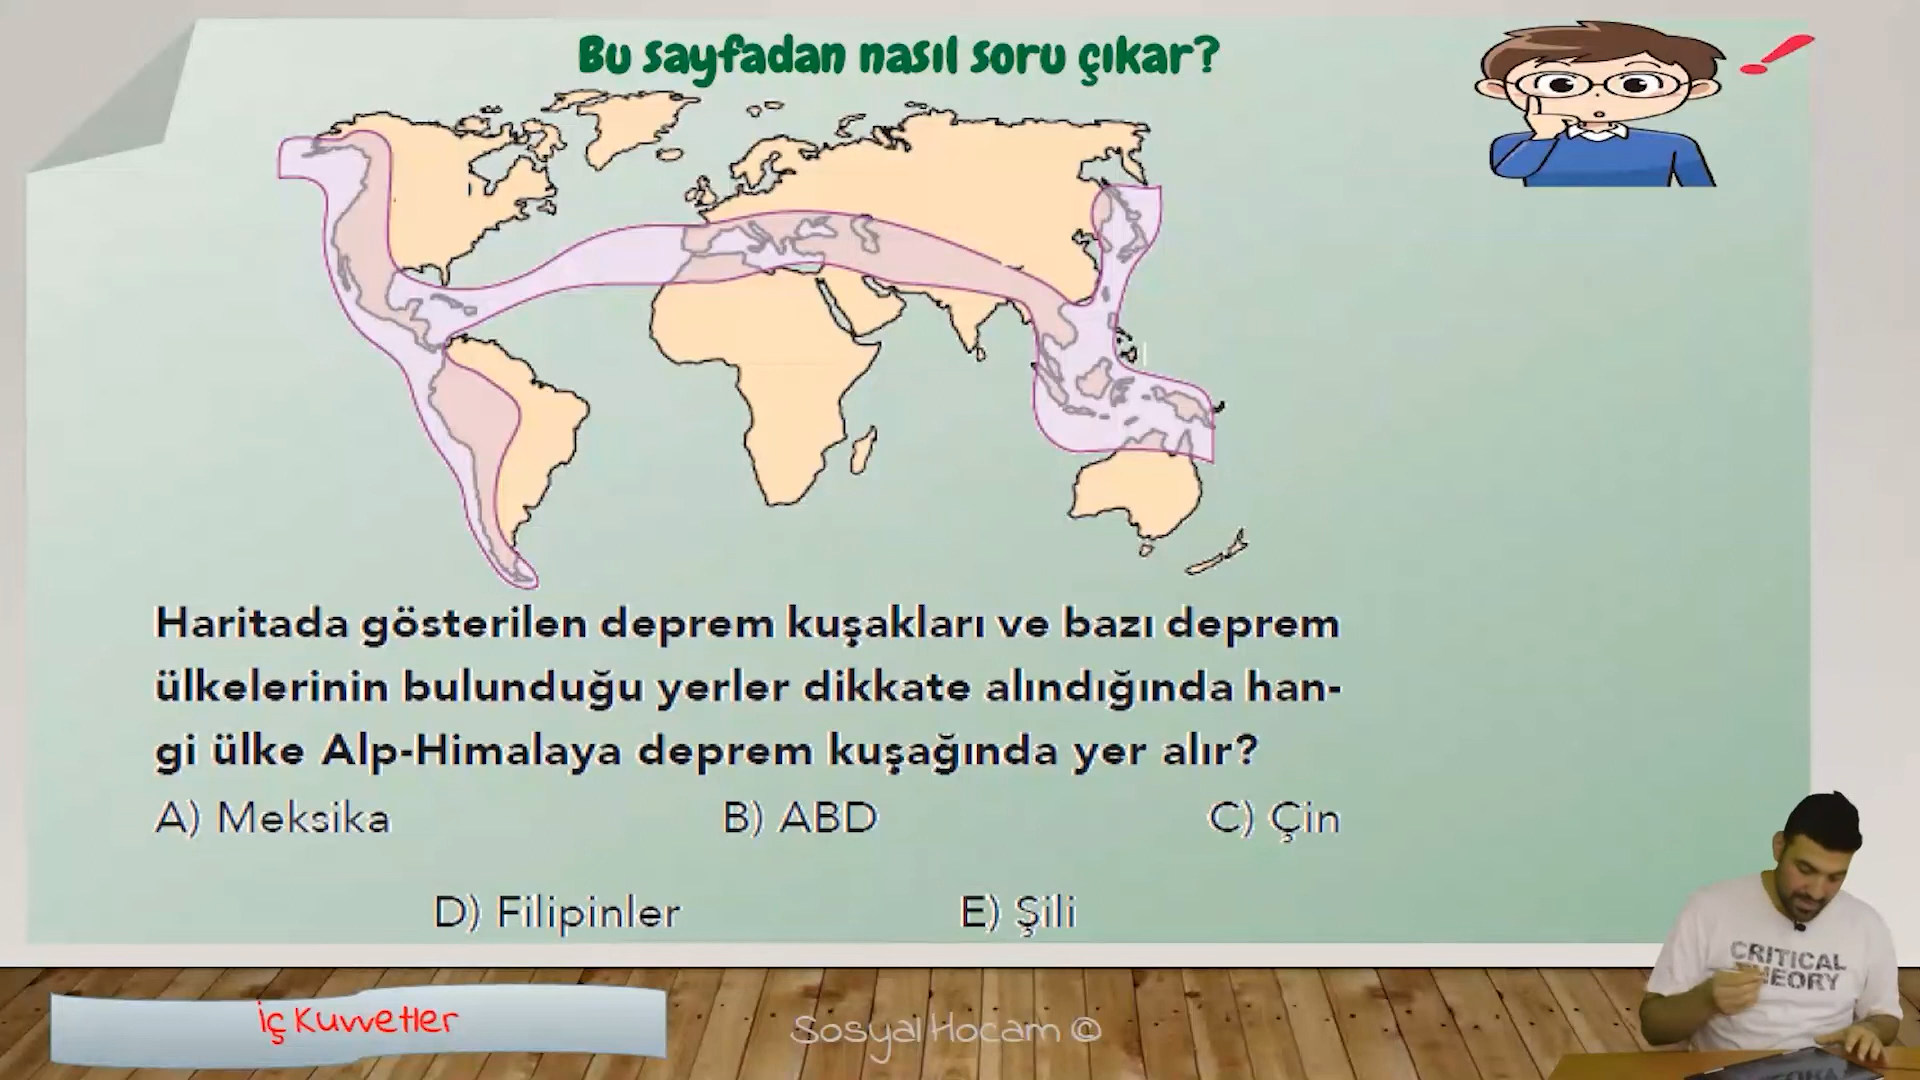 Bu sayfadan nasıl soru çıkar?
Haritada gösterilen deprem kuşakları ve bazı deprem
ülkelerinin bulunduğu yerler dikkate alındığında han-
gi ülke Alp-Himalaya deprem kuşağında yer alır?
A) Meksika B) ABD C) Çin
D) Filipinler E) Şili
CRITICAL
THEORY
İç Kuvvetler
Sosyal Hocam ©